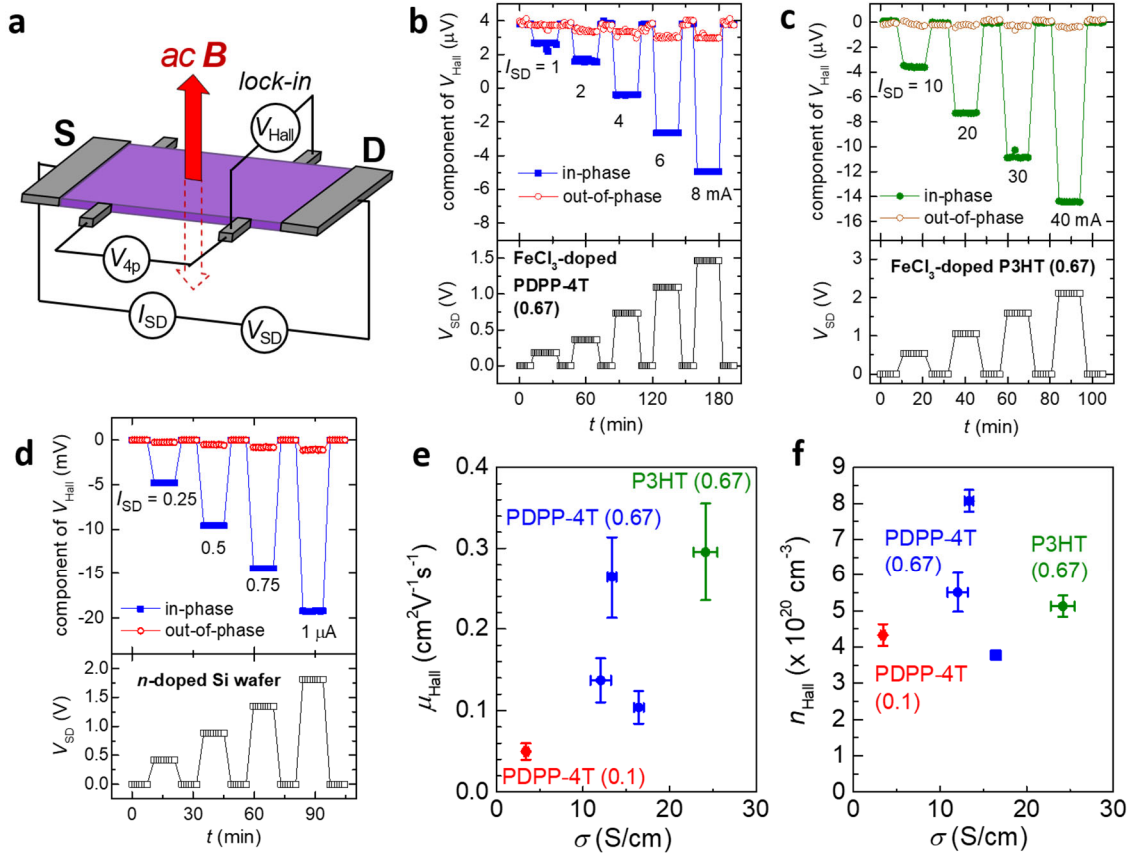 a
ac B
lock-in
S
V_Hall
D
V_4p
I_SD
V_SD
b
component of V_Hall (μV)
4
2
0
-2
-4
-6
-8
I_SD = 1
2
4
6
8 mA
in-phase
out-of-phase
V_SD (V)
1.5
1.0
0.5
0.0
FeCl3-doped
PDPP-4T
(0.67)
0 60 120 180
t (min)
c
component of V_Hall (μV)
0
-2
-4
-6
-8
-10
-12
-14
-16
I_SD = 10
20
30
40 mA
in-phase
out-of-phase
V_SD (V)
3
2
1
0
FeCl3-doped P3HT (0.67)
0 20 40 60 80 100
t (min)
d
component of V_Hall (mV)
0
-5
-10
-15
-20
I_SD = 0.25
0.5
0.75
1 μA
in-phase
out-of-phase
V_SD (V)
2.0
1.5
1.0
0.5
0.0
n-doped Si wafer
0 30 60 90
t (min)
e
μ_Hall (cm2V-1s-1)
0.4
0.3
0.2
0.1
0.0
P3HT (0.67)
PDPP-4T (0.67)
PDPP-4T (0.1)
0 10 20 30
σ (S/cm)
f
n_Hall (x 10^20 cm-3)
9
8
7
6
5
4
3
2
1
0
PDPP-4T
(0.67)
P3HT
(0.67)
PDPP-4T
(0.1)
0 10 20 30
σ (S/cm)